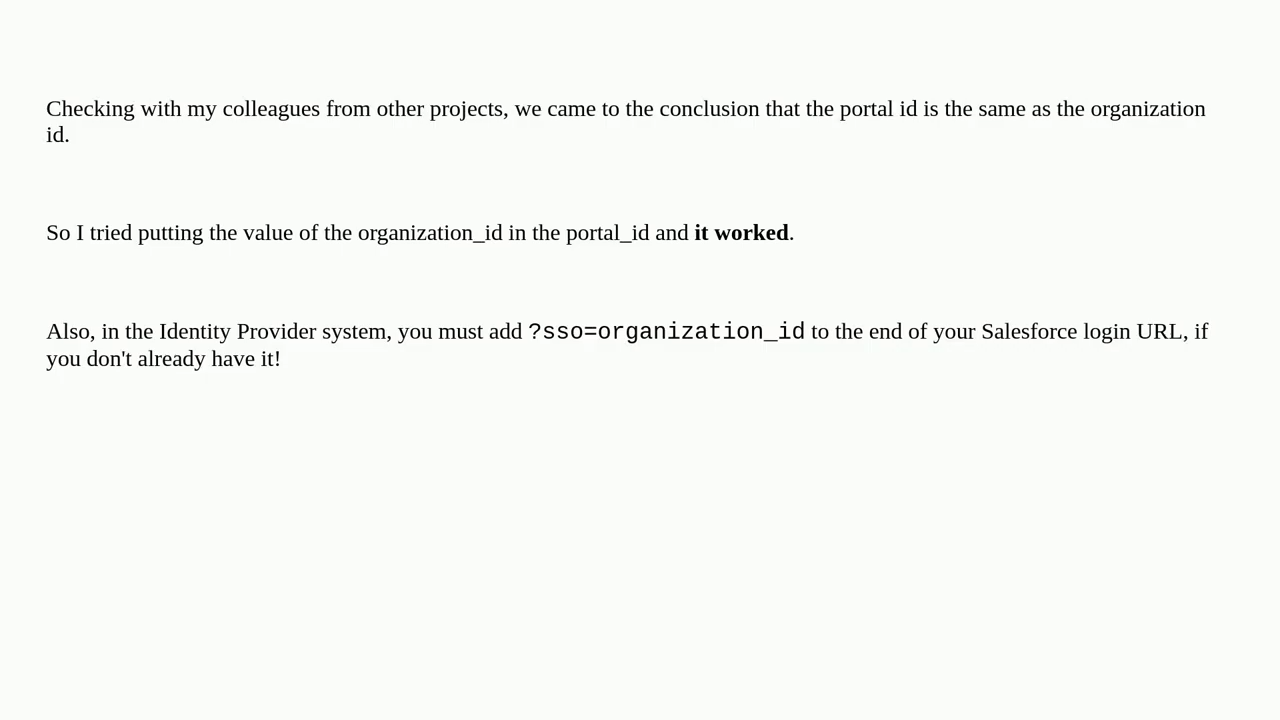 Checking with my colleagues from other projects, we came to the conclusion that the portal id is the same as the organization
id.
So I tried putting the value of the organization_id in the portal_id and it worked.
Also, in the Identity Provider system, you must add ?sso=organization_id to the end of your Salesforce login URL, if
you don't already have it!